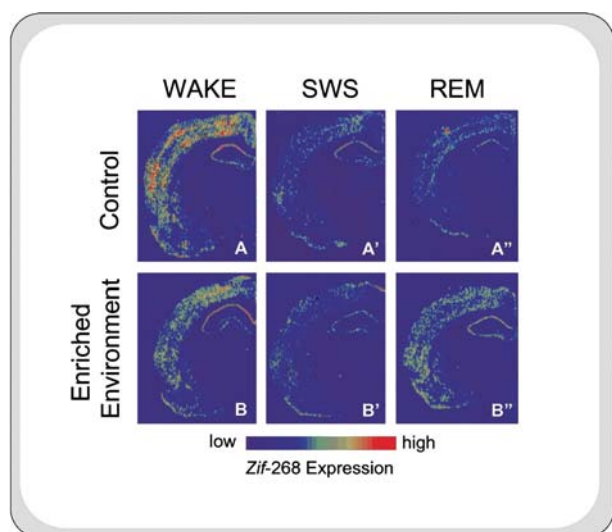 WAKE SWS REM
Control
A A' A"
Enriched
Environment
B B' B"
low high
Zif-268 Expression